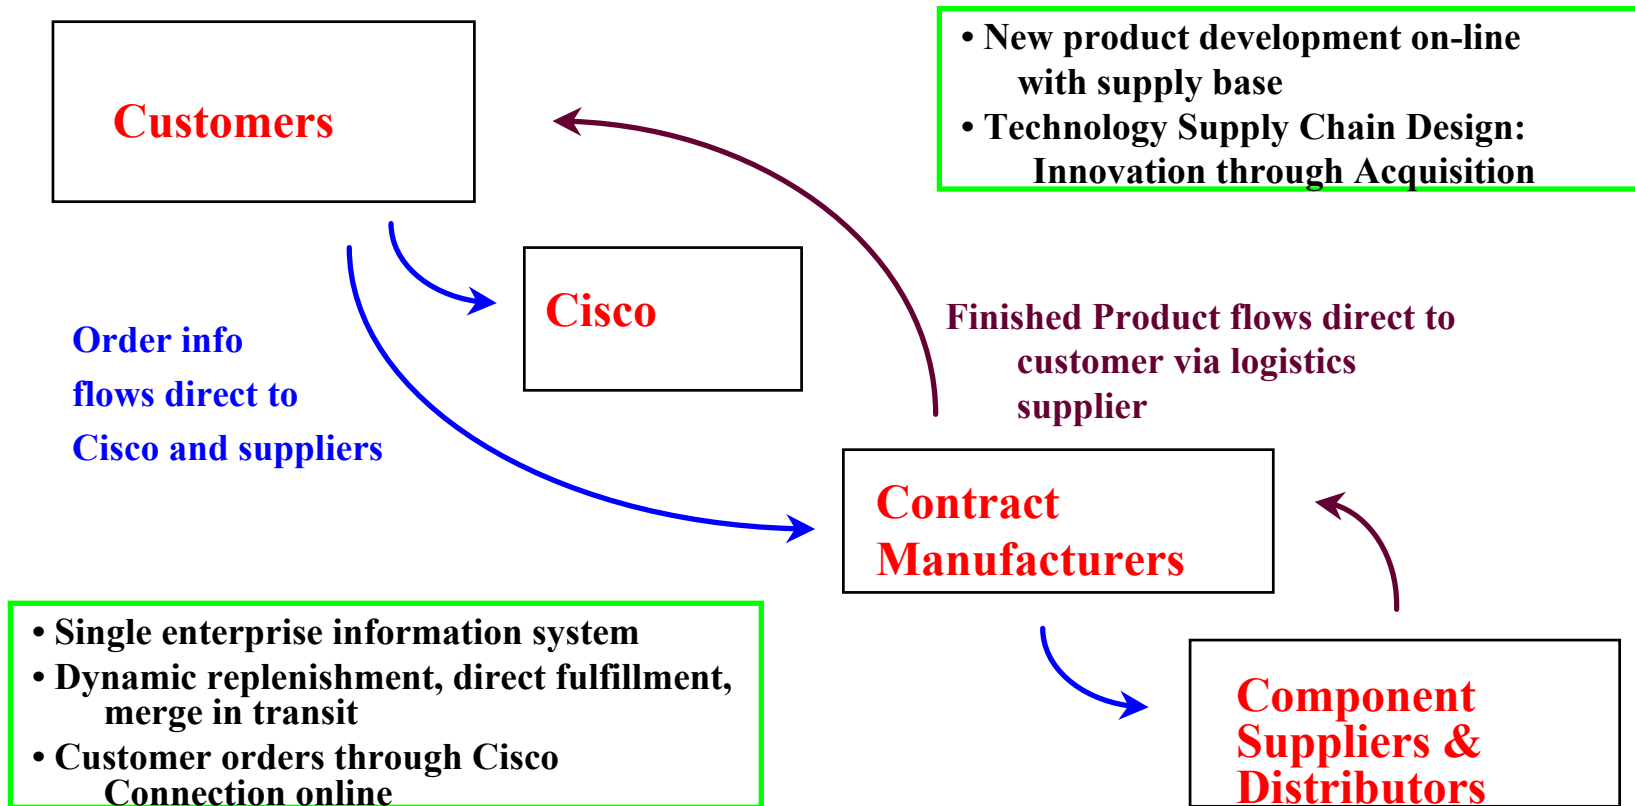 Customers
• New product development on-line
with supply base
• Technology Supply Chain Design:
Innovation through Acquisition
Cisco
Order info
flows direct to
Cisco and suppliers
Finished Product flows direct to
customer via logistics
supplier
Contract
Manufacturers
• Single enterprise information system
• Dynamic replenishment, direct fulfillment,
merge in transit
• Customer orders through Cisco
Connection online
Component
Suppliers &
Distributors